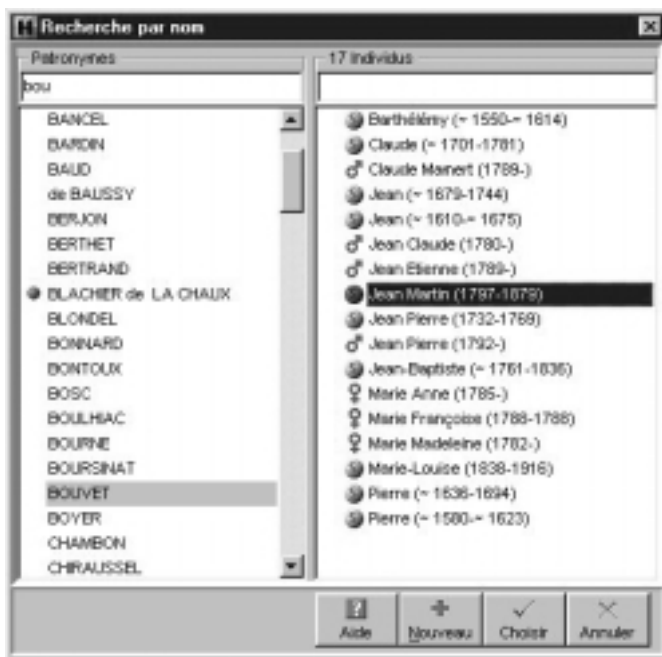 Recherche par nom
Patronymes
bou
BANCEL
BARDIN
BAUD
de BAUSSY
BERJON
BERTHET
BERTRAND
BLACHIER de LA CHAUX
BLONDEL
BONNARD
BONTOUX
BOSC
BOULHIAC
BOURNE
BOURSINAT
BOUVET
BOYER
CHAMBON
CHIRAUSSEL
17 individus
Barthélémy (~ 1550-~ 1614)
Claude (~ 1701-1781)
Claude Mamert (1789-)
Jean (~ 1679-1744)
Jean (~ 1610-~ 1675)
Jean Claude (1780-)
Jean Etienne (1789-)
Jean Martin (1797-1879)
Jean Pierre (1732-1769)
Jean Pierre (1792-)
Jean-Baptiste (~ 1761-1836)
Marie Anne (1785-)
Marie Françoise (1788-1788)
Marie Madeleine (1782-)
Marie-Louise (1838-1916)
Pierre (~ 1636-1694)
Pierre (~ 1580-~ 1623)
Aide Nouveau Choisir Annuler